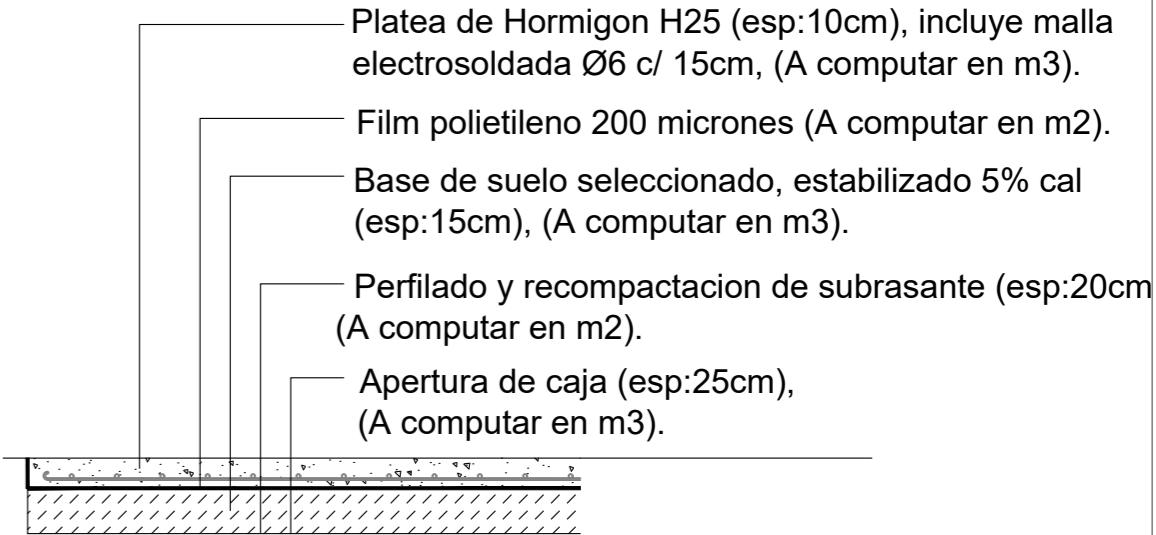 Platea de Hormigon H25 (esp:10cm), incluye malla
electrosoldada Ø6 c/ 15cm, (A computar en m3).
Film polietileno 200 micrones (A computar en m2).
Base de suelo seleccionado, estabilizado 5% cal
(esp:15cm), (A computar en m3).
Perfilado y recompactacion de subrasante (esp:20cm
(A computar en m2).
Apertura de caja (esp:25cm),
(A computar en m3).